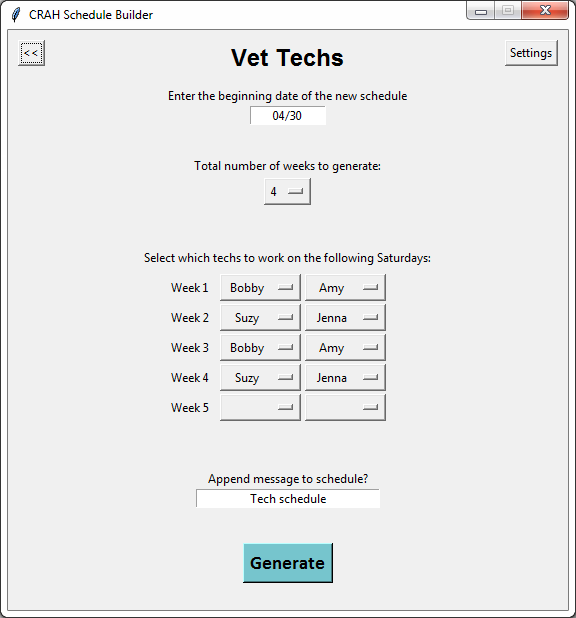 CRAH Schedule Builder
<< Vet Techs Settings
Enter the beginning date of the new schedule
04/30
Total number of weeks to generate:
4
Select which techs to work on the following Saturdays:
Week 1 Bobby Amy
Week 2 Suzy Jenna
Week 3 Bobby Amy
Week 4 Suzy Jenna
Week 5
Append message to schedule?
Tech schedule
Generate